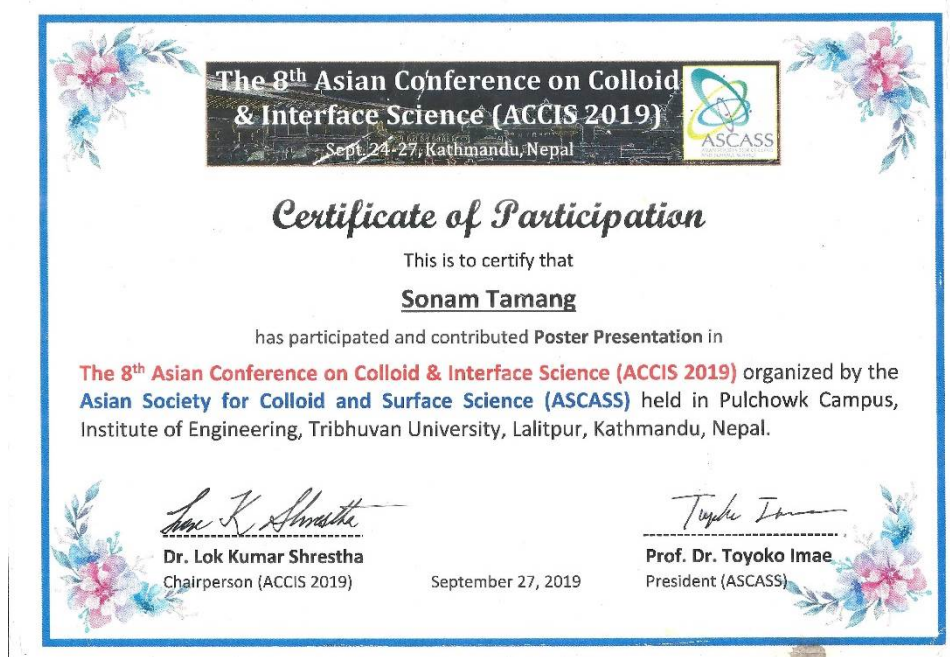 The 8th Asian Conference on Colloid
& Interface Science (ACCIS 2019)
Sept. 24-27, Kathmandu, Nepal
ASCASS
Certificate of Participation
This is to certify that
Sonam Tamang
has participated and contributed Poster Presentation in
The 8th Asian Conference on Colloid & Interface Science (ACCIS 2019) organized by the
Asian Society for Colloid and Surface Science (ASCASS) held in Pulchowk Campus,
Institute of Engineering, Tribhuvan University, Lalitpur, Kathmandu, Nepal.
Dr. Lok Kumar Shrestha
Chairperson (ACCIS 2019)
September 27, 2019
Prof. Dr. Toyoko Imae
President (ASCASS)